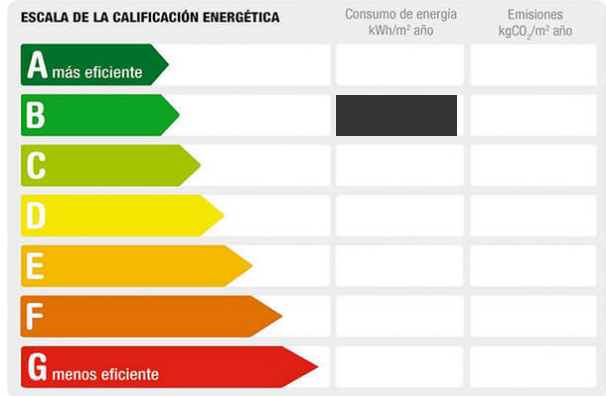 ESCALA DE LA CALIFICACIÓN ENERGÉTICA
Consumo de energía
kWh/m² año
Emisiones
kgCO₂/m² año
A más eficiente
B
C
D
E
F
G menos eficiente